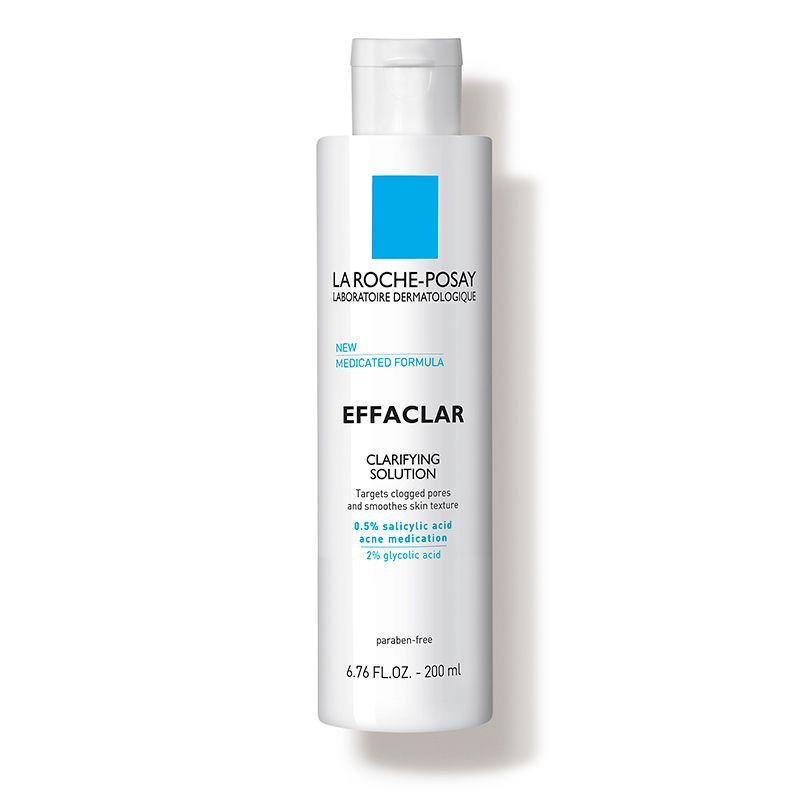 LA ROCHE-POSAY
LABORATOIRE DERMATOLOGIQUE
NEW
MEDICATED FORMULA
EFFACLAR
CLARIFYING
SOLUTION
Targets clogged pores
and smoothes skin texture
0.5% salicylic acid
acne medication
2% glycolic acid
paraben-free
6.76 FL.OZ. - 200 ml